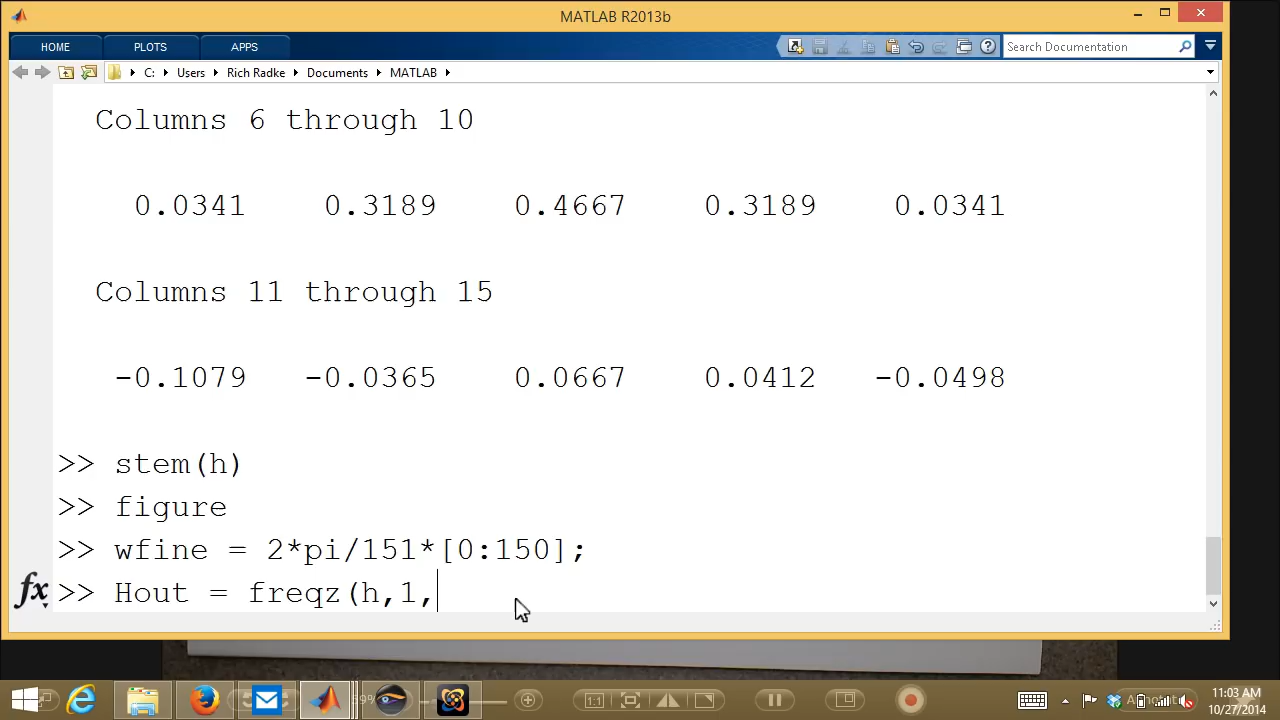 MATLAB R2013b
HOME PLOTS APPS Search Documentation
C: Users Rich Radke Documents MATLAB
Columns 6 through 10
0.0341 0.3189 0.4667 0.3189 0.0341
Columns 11 through 15
-0.1079 -0.0365 0.0667 0.0412 -0.0498
>> stem(h)
>> figure
>> wfine = 2*pi/151*[0:150];
fx >> Hout = freqz(h,1,
1:1
11:03 AM
10/27/2014